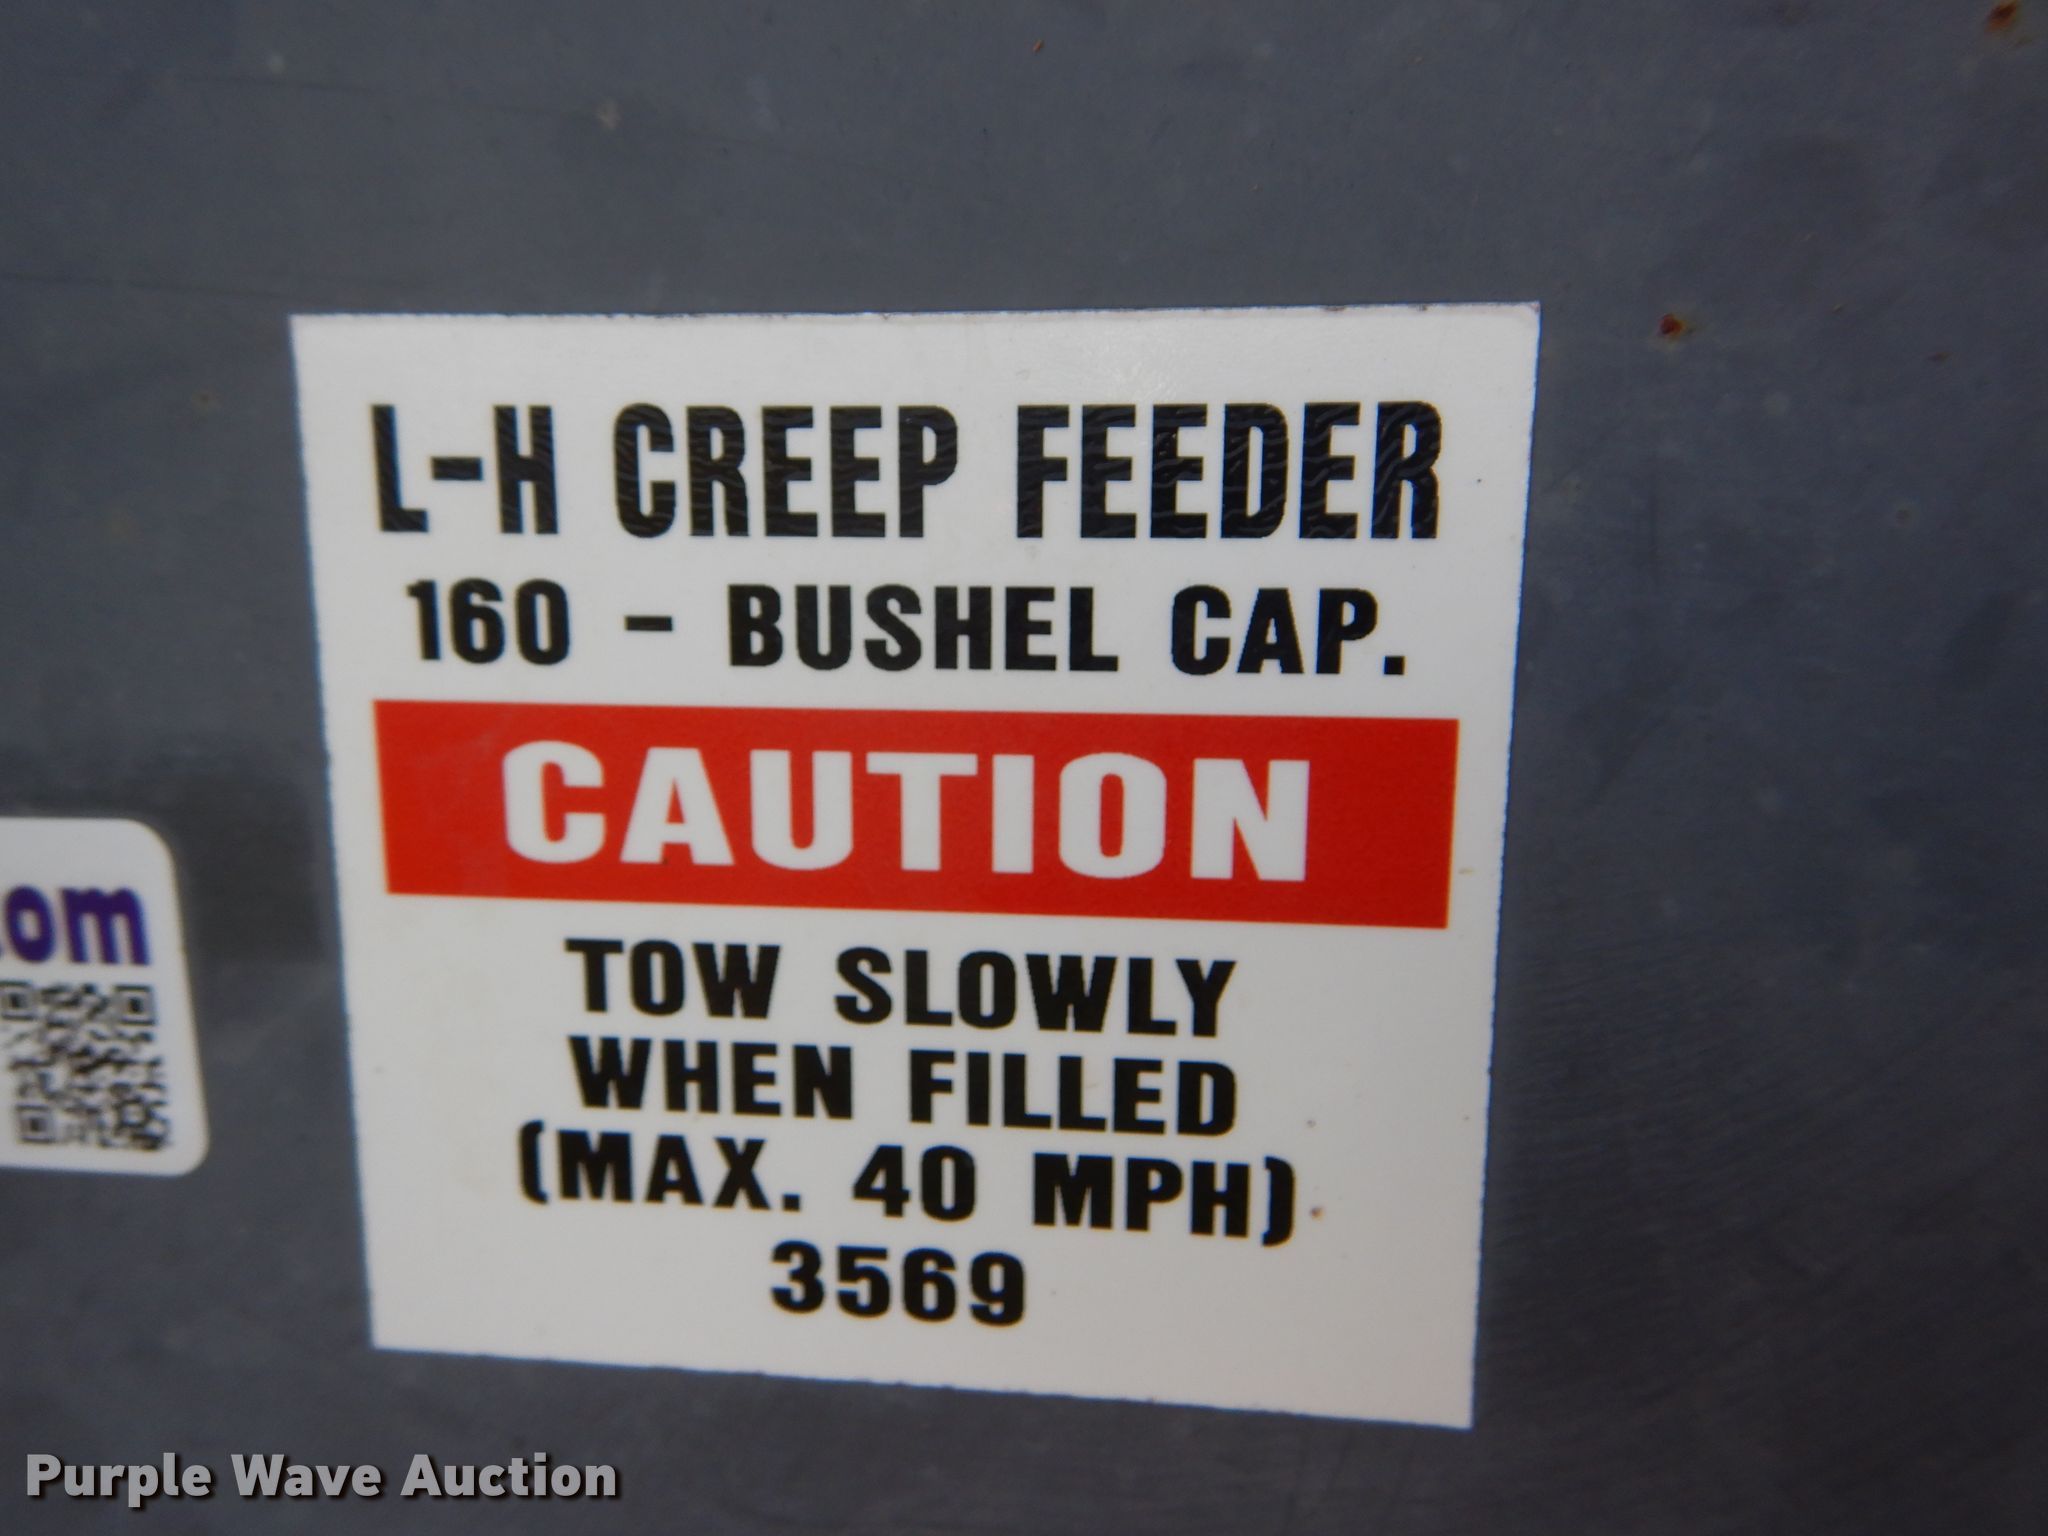 L-H CREEP FEEDER
160 - BUSHEL CAP.
CAUTION
TOW SLOWLY
WHEN FILLED
(MAX. 40 MPH)
3569
.com
Purple Wave Auction